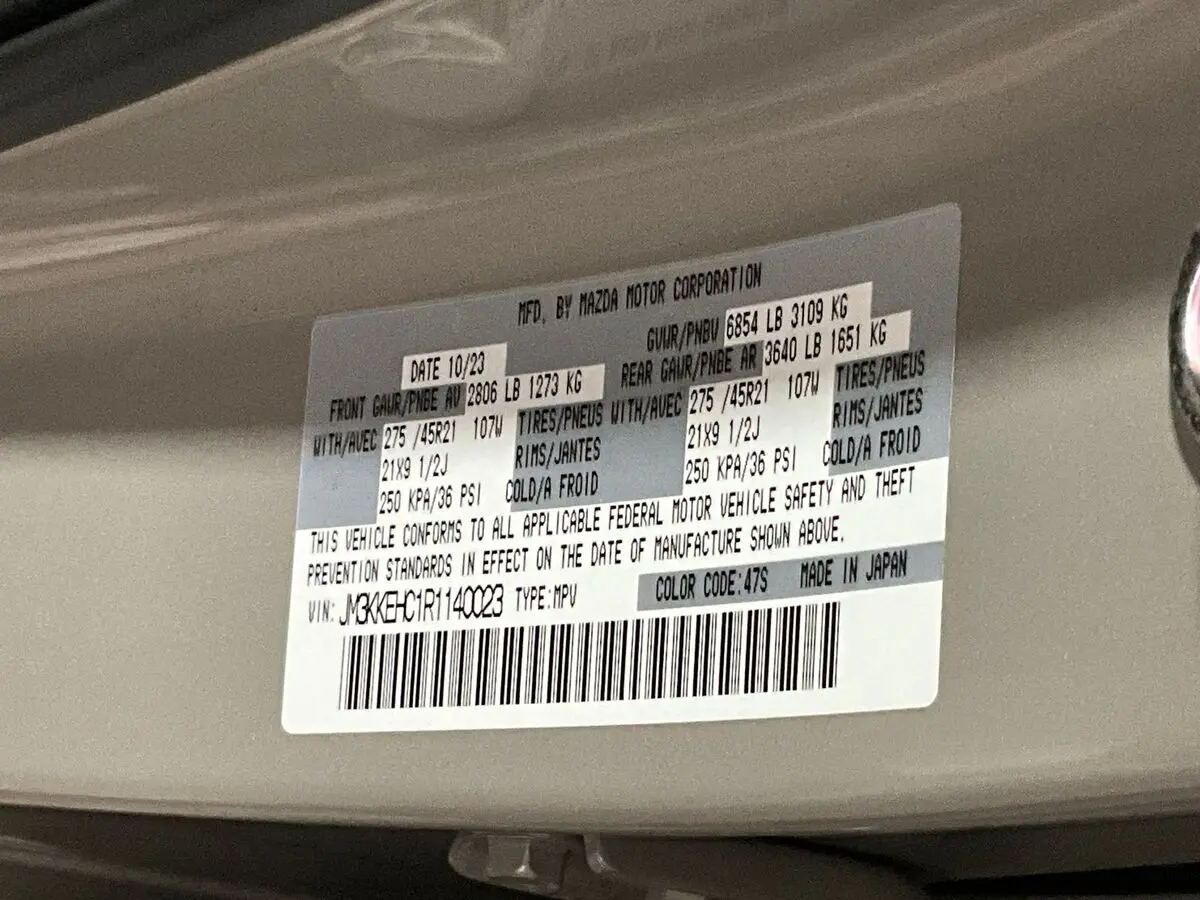 MFD. BY MAZDA MOTOR CORPORATION
DATE 10/23 GVWR/PNBV 6854 LB 3109 KG
FRONT GAWR/PNBE AV 2806 LB 1273 KG REAR GAWR/PNBE AR 3640 LB 1651 KG
WITH/AVEC 275 /45R21 107W TIRES/PNEUS WITH/AVEC 275 /45R21 107W TIRES/PNEUS
21X9 1/2J RIMS/JANTES 21X9 1/2J RIMS/JANTES
250 KPA/36 PSI COLD/A FROID 250 KPA/36 PSI COLD/A FROID
THIS VEHICLE CONFORMS TO ALL APPLICABLE FEDERAL MOTOR VEHICLE SAFETY AND THEFT
PREVENTION STANDARDS IN EFFECT ON THE DATE OF MANUFACTURE SHOWN ABOVE.
VIN: JM3KKEHC1R1140023 TYPE:MPV COLOR CODE:47S MADE IN JAPAN